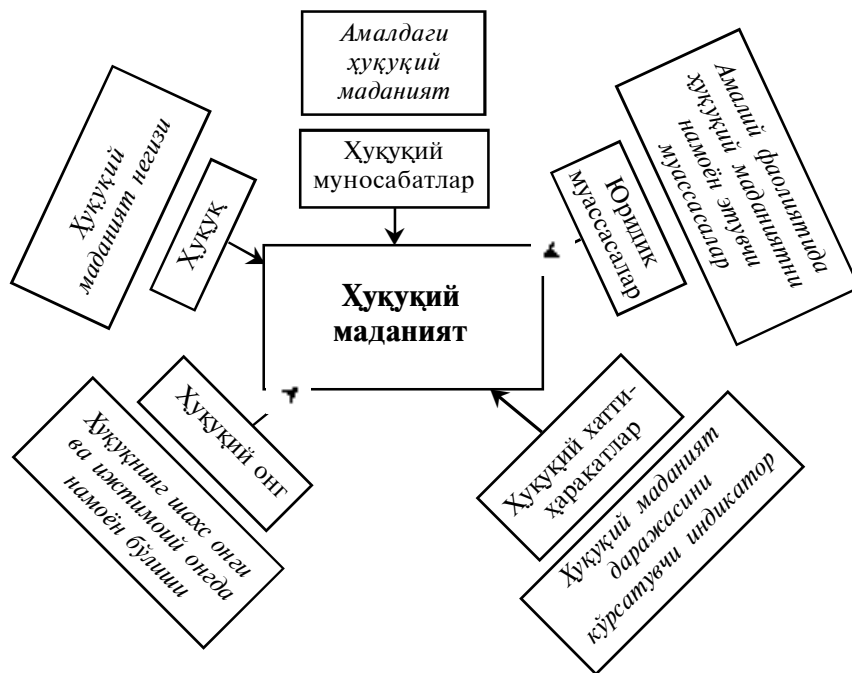 Амалдаги
ҳуқуқий
маданият
Ҳуқуқий
муносабатлар
Ҳуқуқий
маданият негизи
Ҳуқуқ
Юридик
муассасалар
Амалий фаолиятида
ҳуқуқий маданиятни
намоён этувчи
муассасалар
Ҳуқуқий
маданият
Ҳуқуқий онг
Ҳуқуқнинг шахс онги
ва ижтимоий онгда
намоён бўлиши
Ҳуқуқий хатти-
ҳаракатлар
Ҳуқуқий маданият
даражасини
кўрсатувчи индикатор